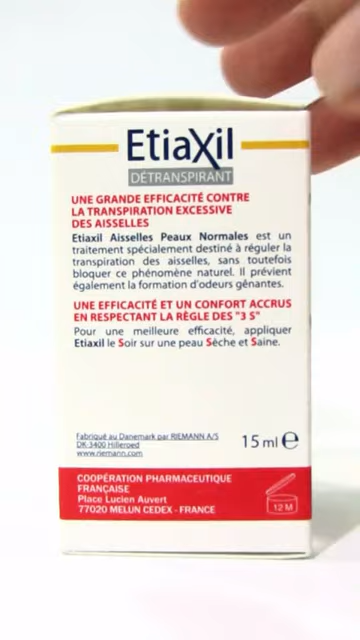 Etiaxil
DÉTRANSPIRANT
UNE GRANDE EFFICACITÉ CONTRE
LA TRANSPIRATION EXCESSIVE
DES AISSELLES
Etiaxil Aisselles Peaux Normales est un
traitement spécialement destiné à réguler la
transpiration des aisselles, sans toutefois
bloquer ce phénomène naturel. Il prévient
également la formation d'odeurs gênantes.
UNE EFFICACITÉ ET UN CONFORT ACCRUS
EN RESPECTANT LA RÈGLE DES "3 S"
Pour une meilleure efficacité, appliquer
Etiaxil le Soir sur une peau Sèche et Saine.
Fabriqué au Danemark par RIEMANN A/S
DK-3400 Hilleroed
www.riemann.com
15 ml ℮
COOPÉRATION PHARMACEUTIQUE
FRANÇAISE
Place Lucien Auvert
77020 MELUN CEDEX - FRANCE
12 M